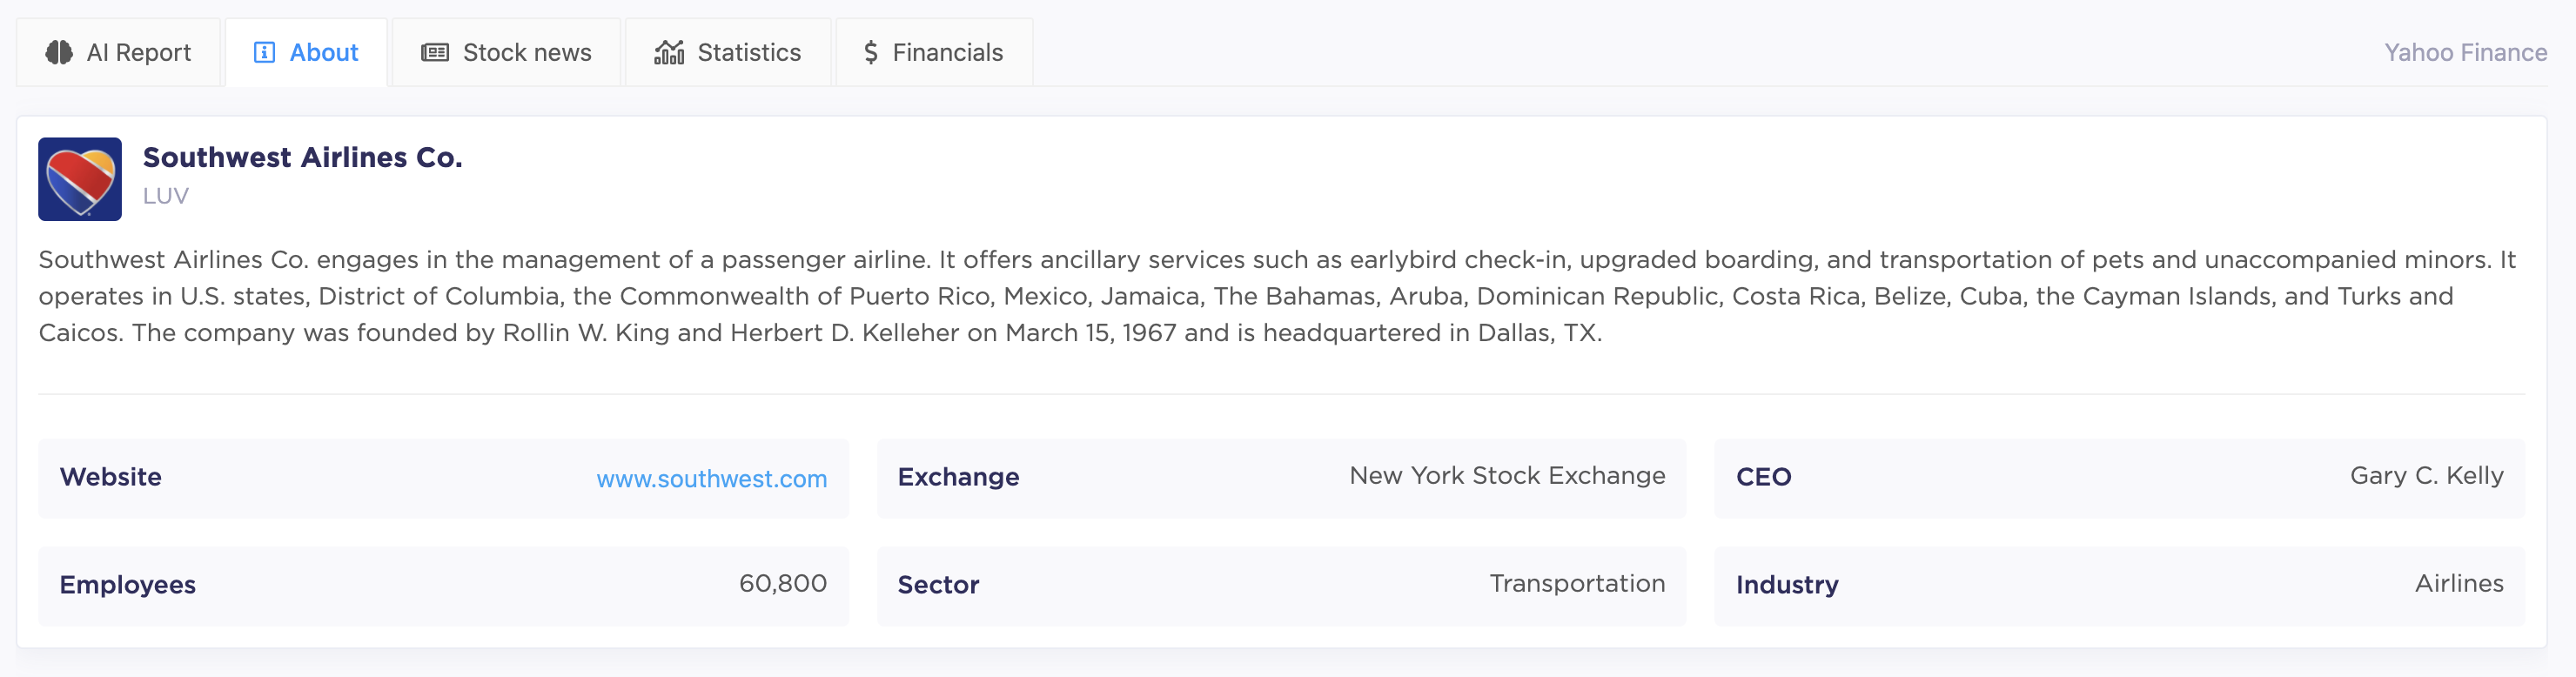 AI Report
About
Stock news
Statistics
$ Financials
Yahoo Finance
Southwest Airlines Co.
LUV
Southwest Airlines Co. engages in the management of a passenger airline. It offers ancillary services such as earlybird check-in, upgraded boarding, and transportation of pets and unaccompanied minors. It
operates in U.S. states, District of Columbia, the Commonwealth of Puerto Rico, Mexico, Jamaica, The Bahamas, Aruba, Dominican Republic, Costa Rica, Belize, Cuba, the Cayman Islands, and Turks and
Caicos. The company was founded by Rollin W. King and Herbert D. Kelleher on March 15, 1967 and is headquartered in Dallas, TX.
Website www.southwest.com
Exchange New York Stock Exchange
CEO Gary C. Kelly
Employees 60,800
Sector Transportation
Industry Airlines